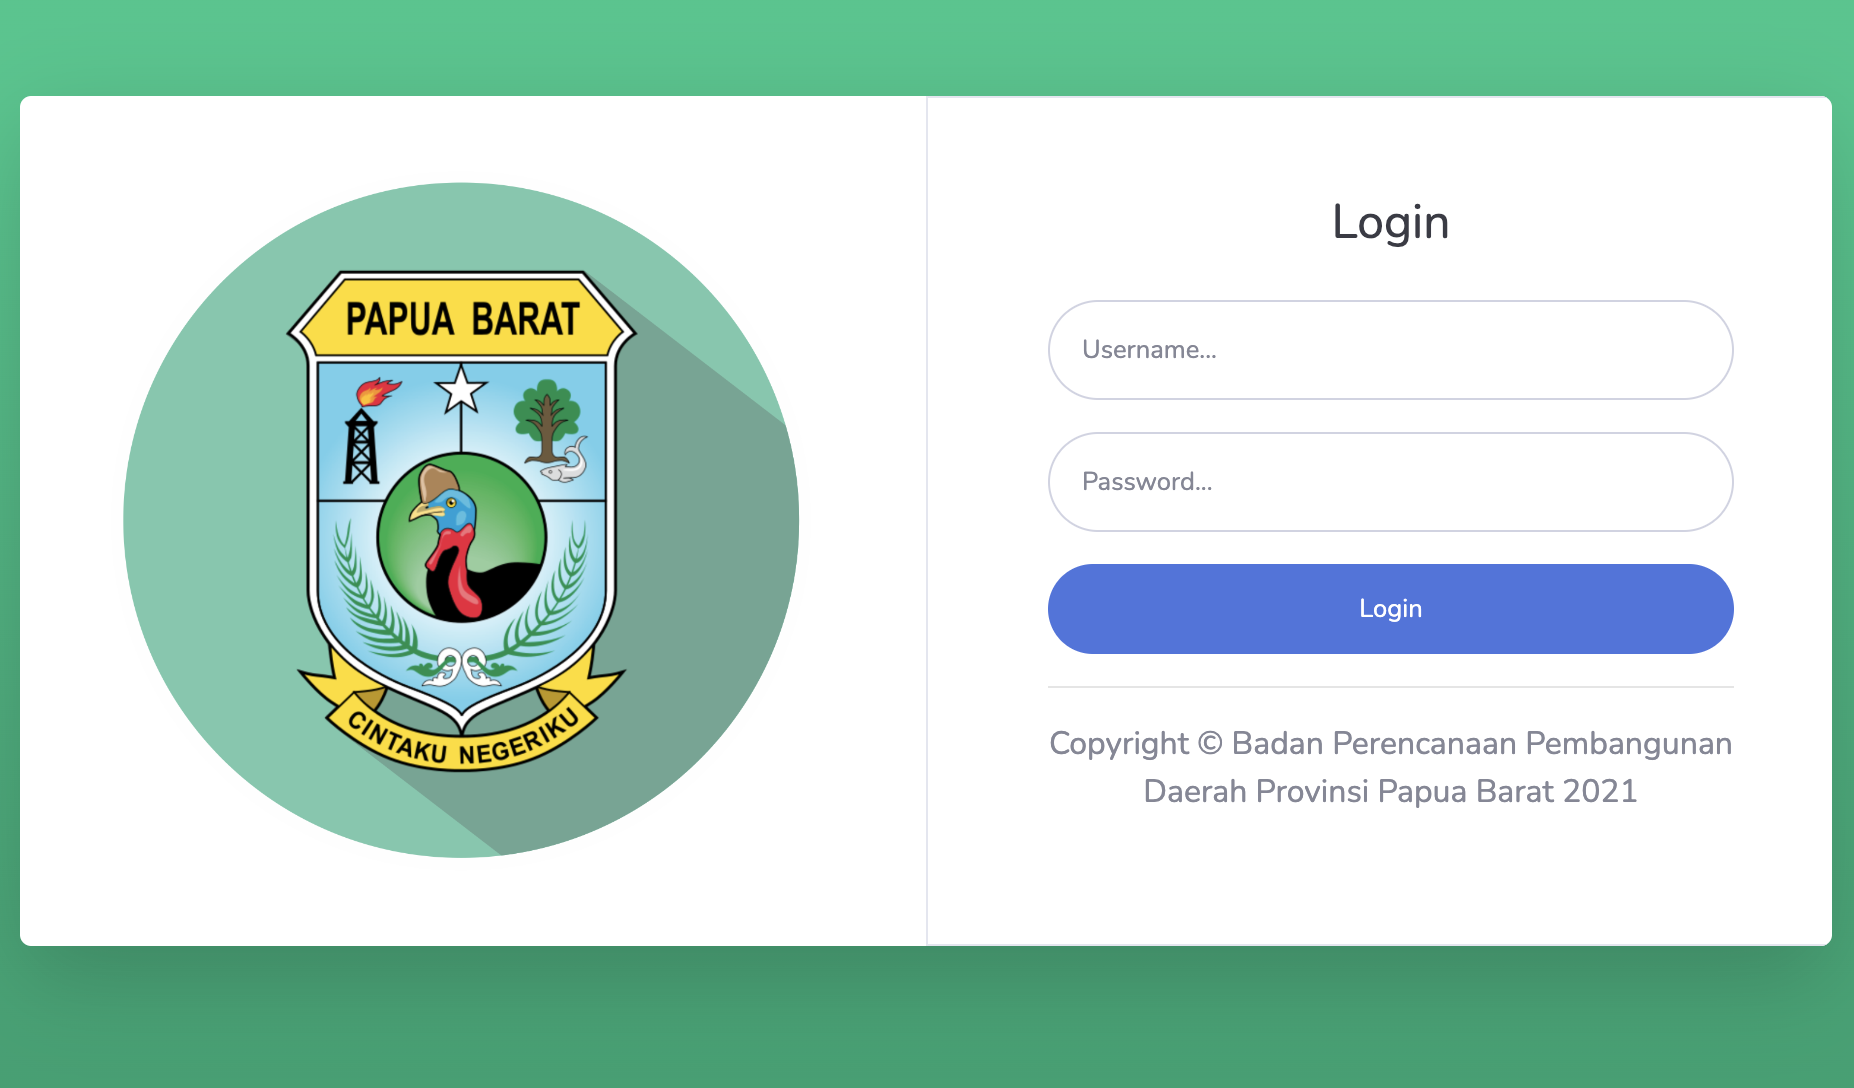 PAPUA BARAT
CINTAKU NEGERIKU
Login
Username...
Password...
Login
Copyright © Badan Perencanaan Pembangunan
Daerah Provinsi Papua Barat 2021